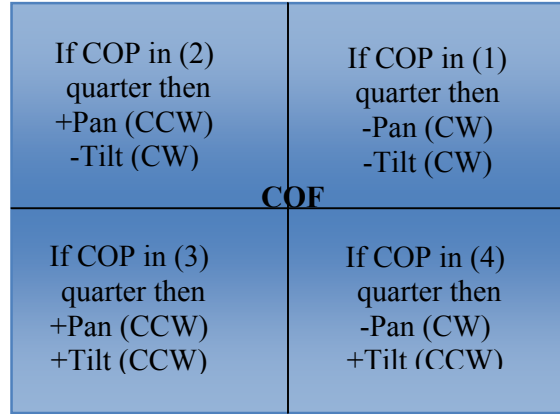 If COP in (2)
quarter then
+Pan (CCW)
-Tilt (CW)
If COP in (1)
quarter then
-Pan (CW)
-Tilt (CW)
COF
If COP in (3)
quarter then
+Pan (CCW)
+Tilt (CCW)
If COP in (4)
quarter then
-Pan (CW)
+Tilt (CCW)